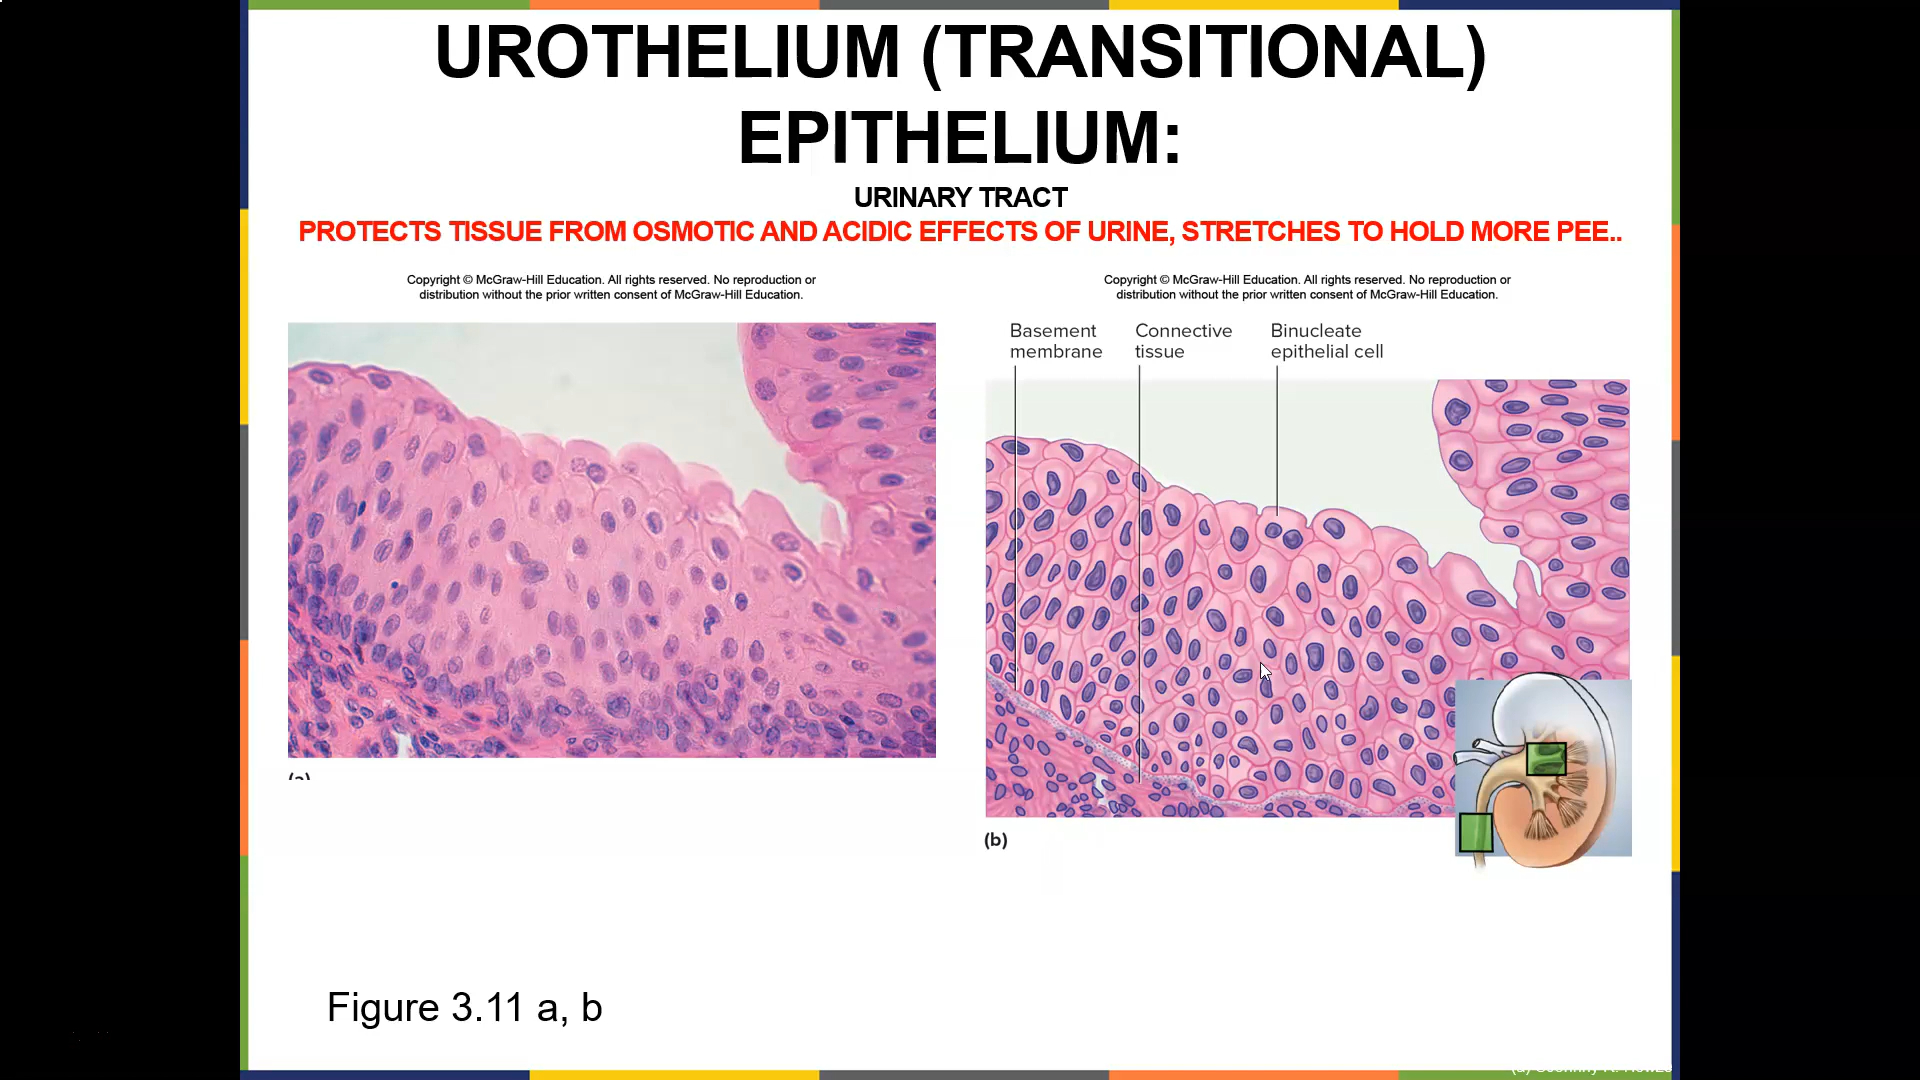 UROTHELIUM (TRANSITIONAL)
EPITHELIUM:
URINARY TRACT
PROTECTS TISSUE FROM OSMOTIC AND ACIDIC EFFECTS OF URINE, STRETCHES TO HOLD MORE PEE..
Copyright © McGraw-Hill Education. All rights reserved. No reproduction or
distribution without the prior written consent of McGraw-Hill Education.
Copyright © McGraw-Hill Education. All rights reserved. No reproduction or
distribution without the prior written consent of McGraw-Hill Education.
Basement
membrane
Connective
tissue
Binucleate
epithelial cell
(a)
(b)
Figure 3.11 a, b